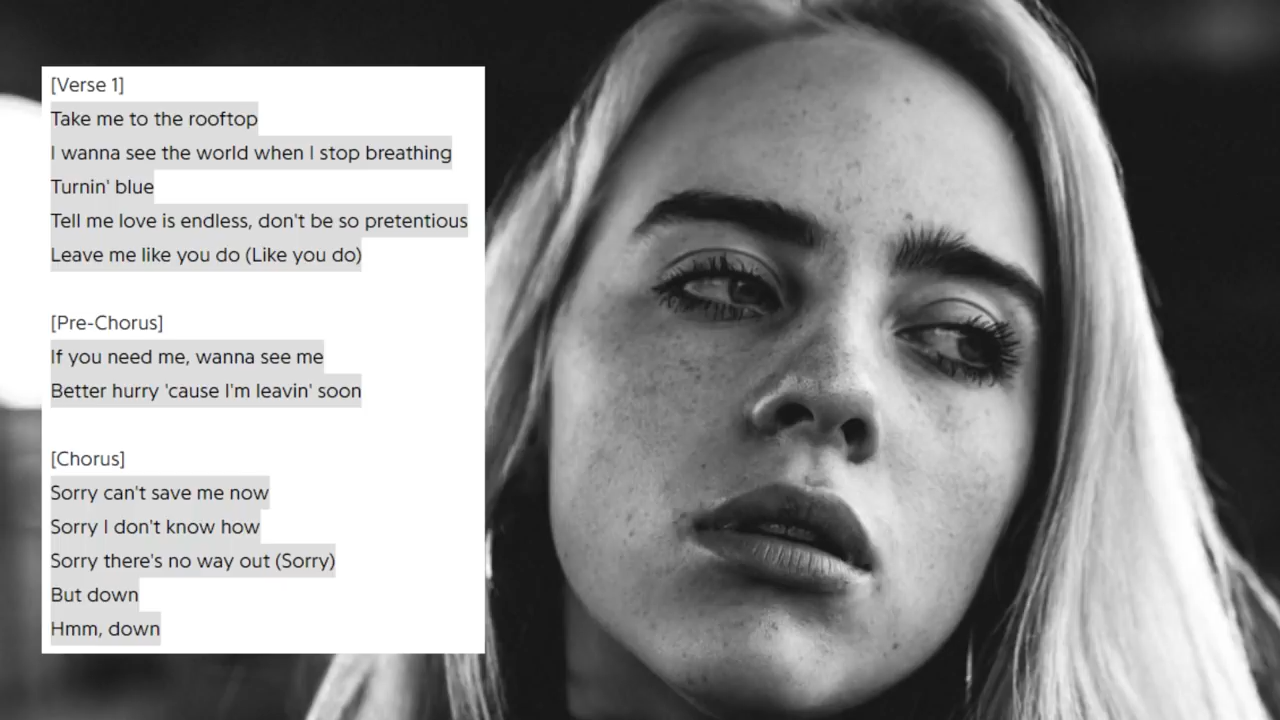 [Verse 1]
Take me to the rooftop
I wanna see the world when I stop breathing
Turnin' blue
Tell me love is endless, don't be so pretentious
Leave me like you do (Like you do)
[Pre-Chorus]
If you need me, wanna see me
Better hurry 'cause I'm leavin' soon
[Chorus]
Sorry can't save me now
Sorry I don't know how
Sorry there's no way out (Sorry)
But down
Hmm, down